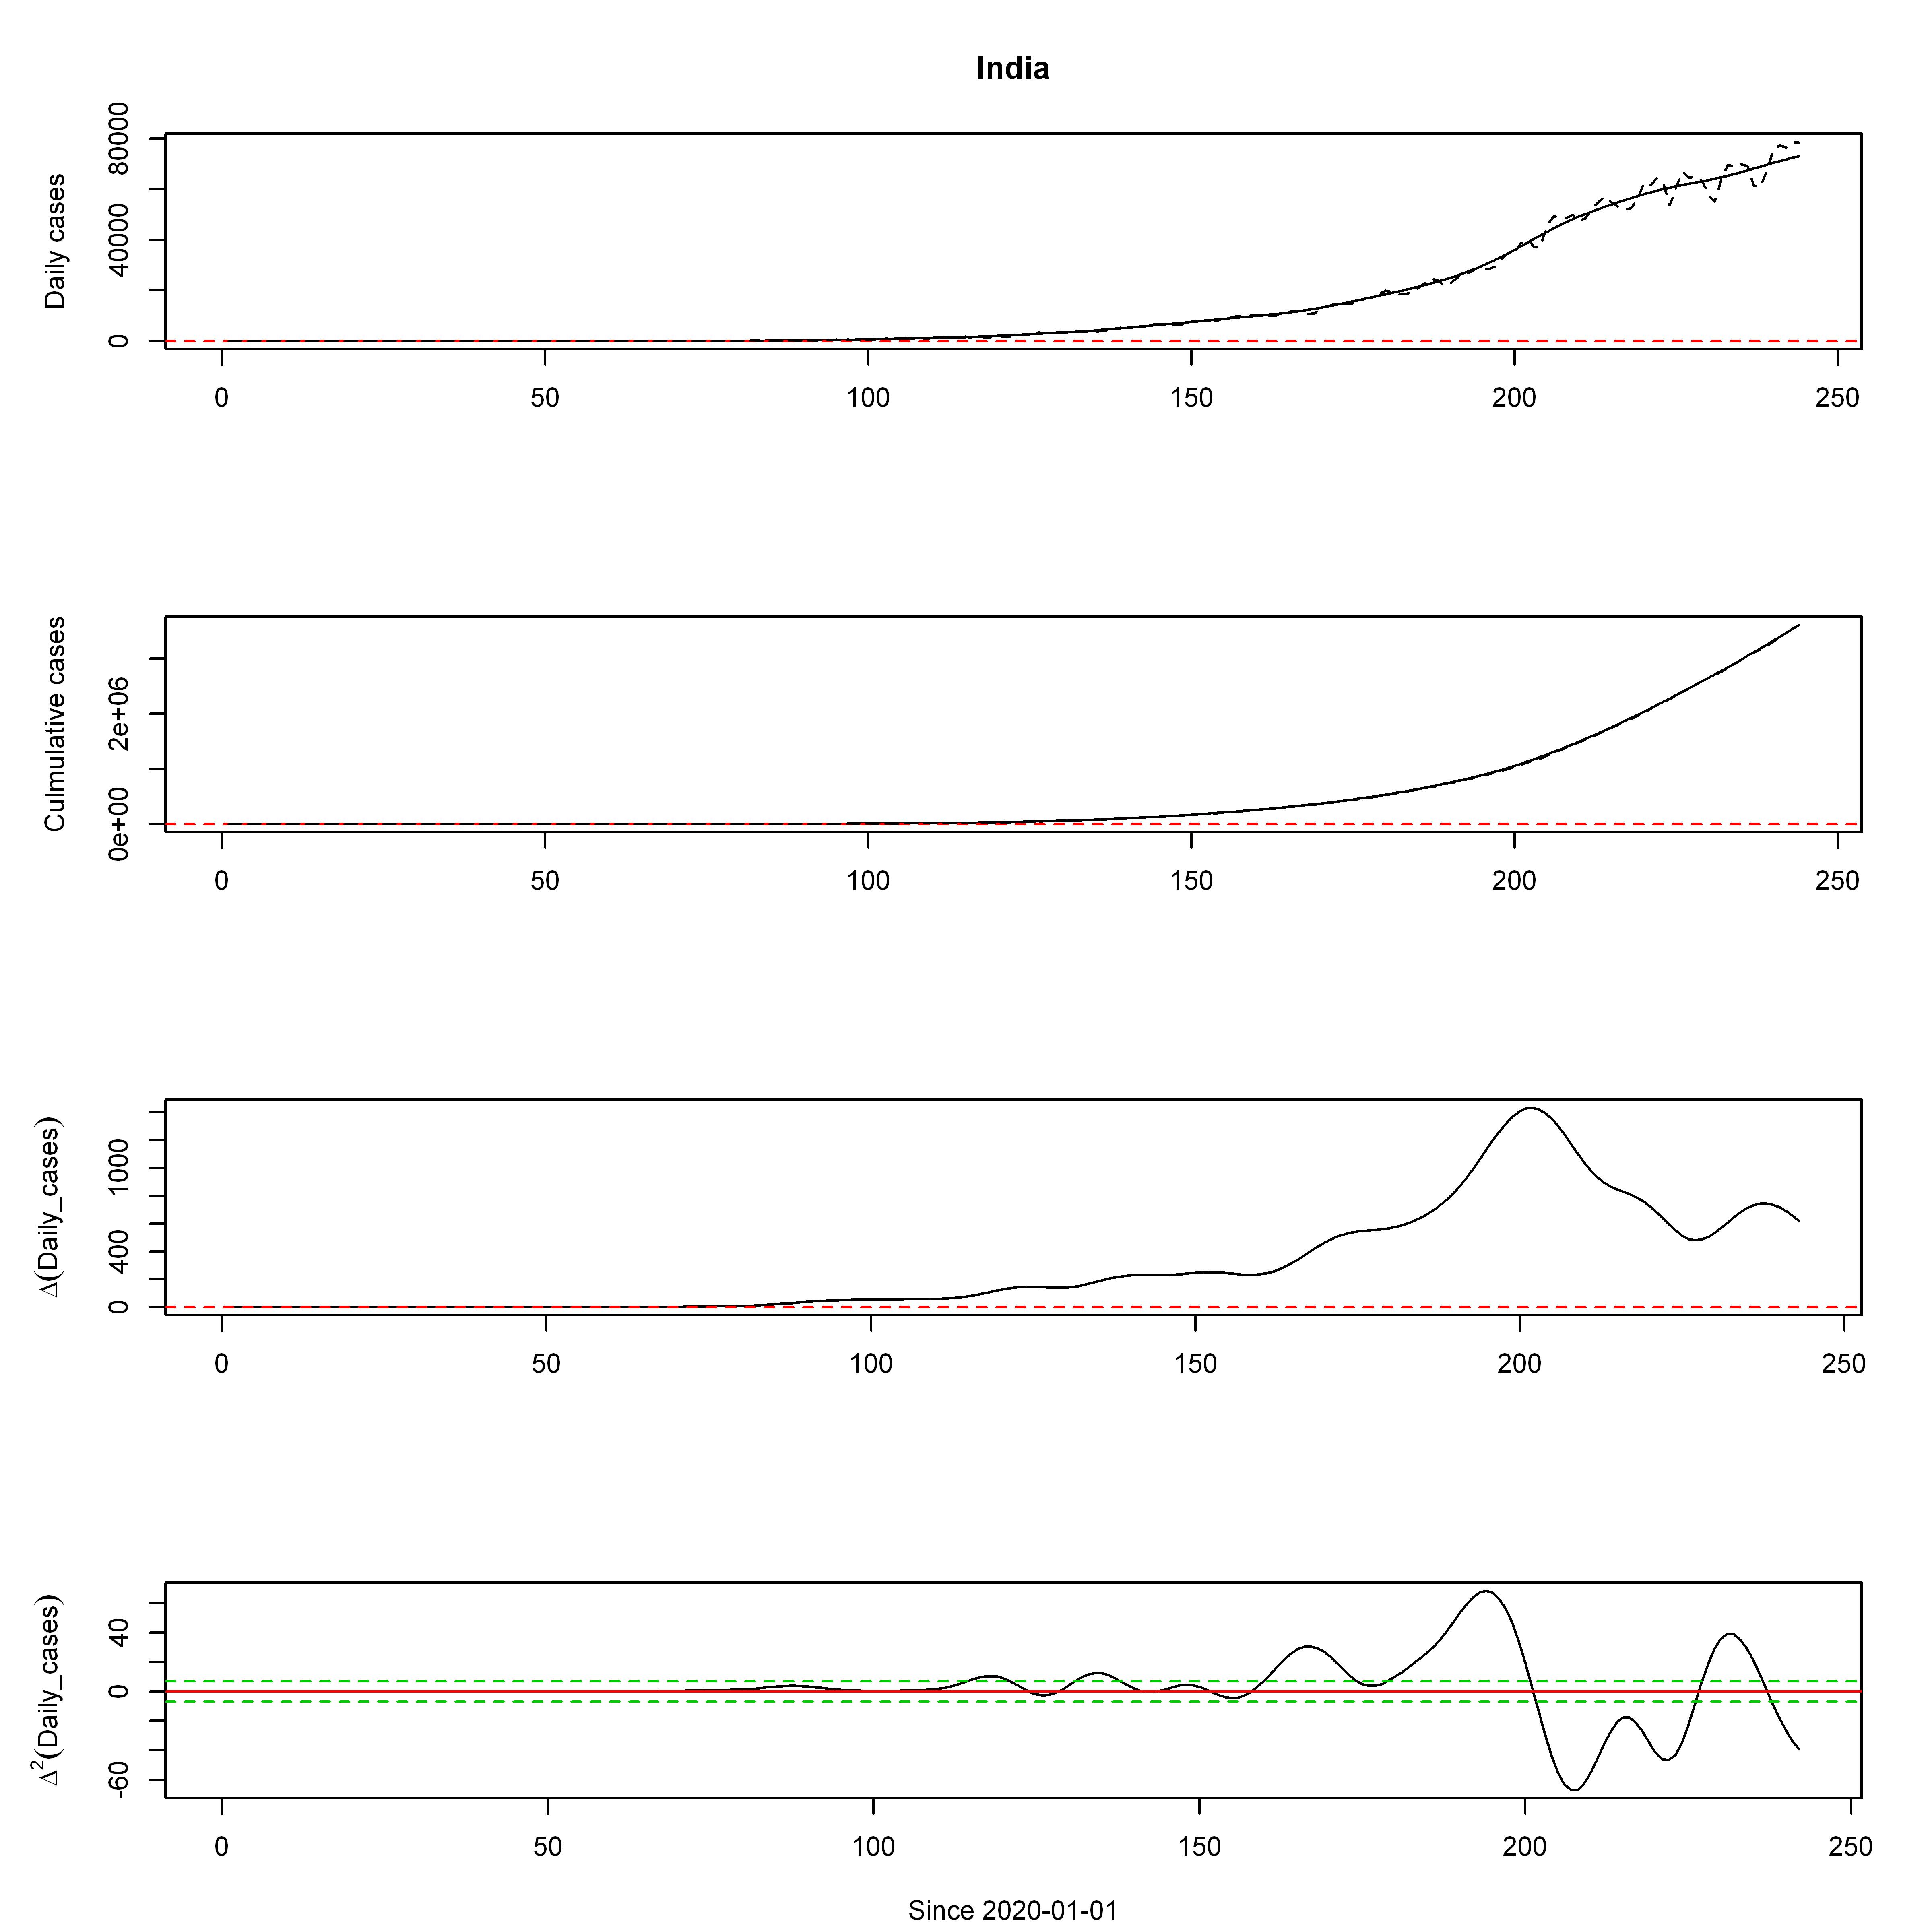 India
Daily cases
80000
40000
0
0 50 100 150 200 250
Culmulative cases
2e+06
0e+00
0 50 100 150 200 250
Δ(Daily_cases)
1000
400
0
0 50 100 150 200 250
Δ²(Daily_cases)
40
0
-60
0 50 100 150 200 250
Since 2020-01-01